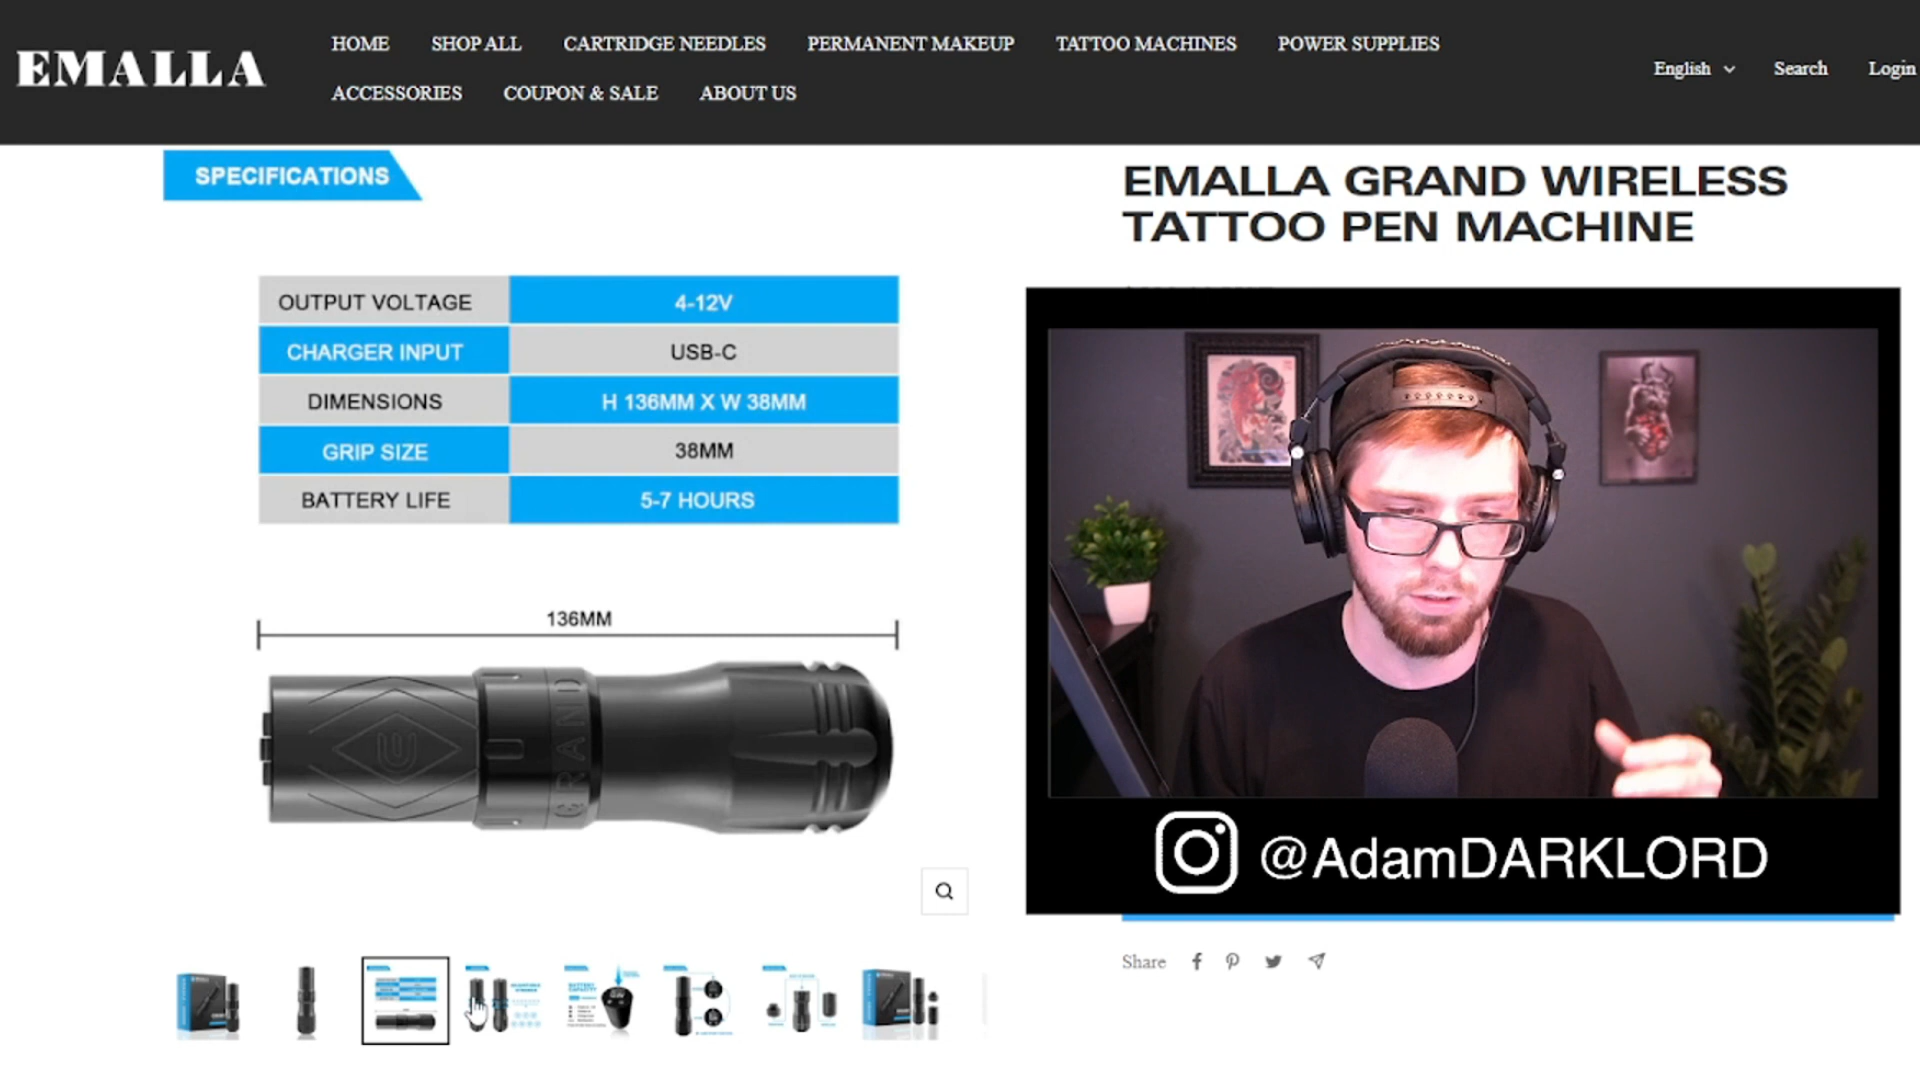 EMALLA
HOME SHOP ALL CARTRIDGE NEEDLES PERMANENT MAKEUP TATTOO MACHINES POWER SUPPLIES
ACCESSORIES COUPON & SALE ABOUT US
English Search Login
SPECIFICATIONS
OUTPUT VOLTAGE 4-12V
CHARGER INPUT USB-C
DIMENSIONS H 136MM X W 38MM
GRIP SIZE 38MM
BATTERY LIFE 5-7 HOURS
136MM
GRAND
EMALLA GRAND WIRELESS
TATTOO PEN MACHINE
@AdamDARKLORD
Share